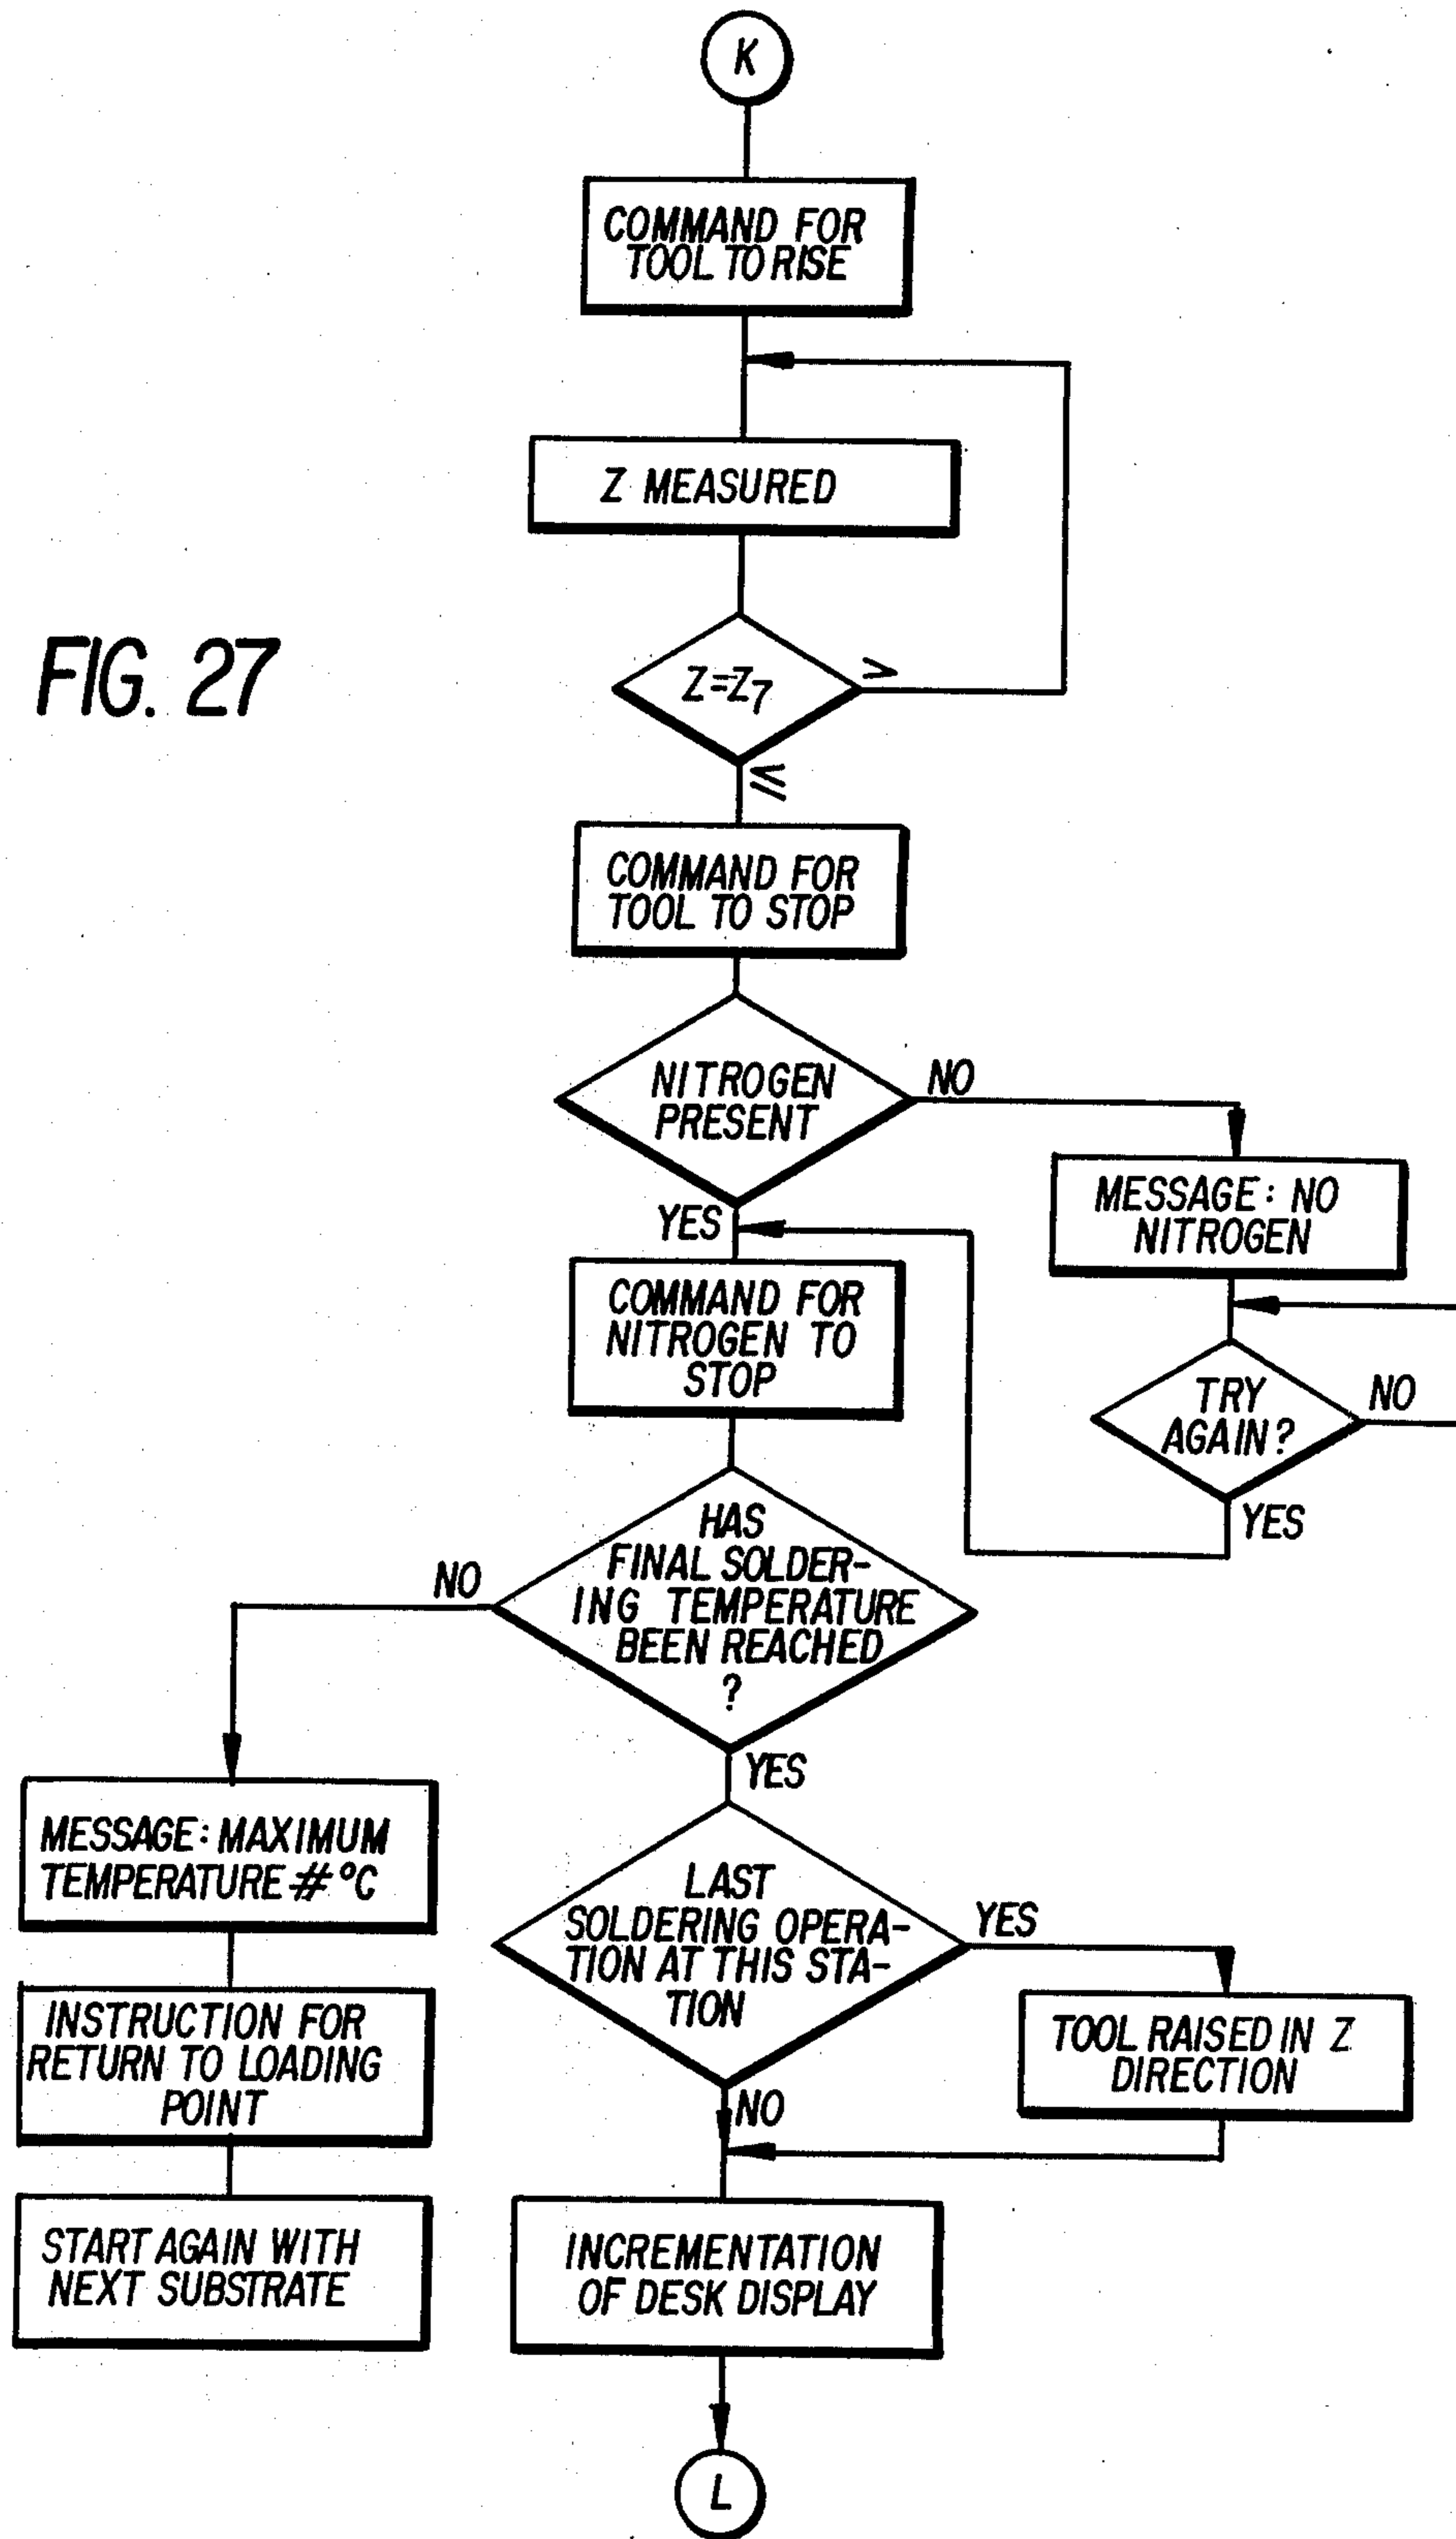 K
COMMAND FOR
TOOL TO RISE
Z MEASURED
FIG. 27
Z=Z7
>
≤
COMMAND FOR
TOOL TO STOP
NITROGEN
PRESENT
NO
YES
MESSAGE: NO
NITROGEN
COMMAND FOR
NITROGEN TO
STOP
TRY
AGAIN?
NO
YES
HAS
FINAL SOLDER-
ING TEMPERATURE
BEEN REACHED
?
NO
YES
MESSAGE: MAXIMUM
TEMPERATURE # °C
LAST
SOLDERING OPERA-
TION AT THIS STA-
TION
YES
NO
INSTRUCTION FOR
RETURN TO LOADING
POINT
TOOL RAISED IN Z
DIRECTION
START AGAIN WITH
NEXT SUBSTRATE
INCREMENTATION
OF DESK DISPLAY
L